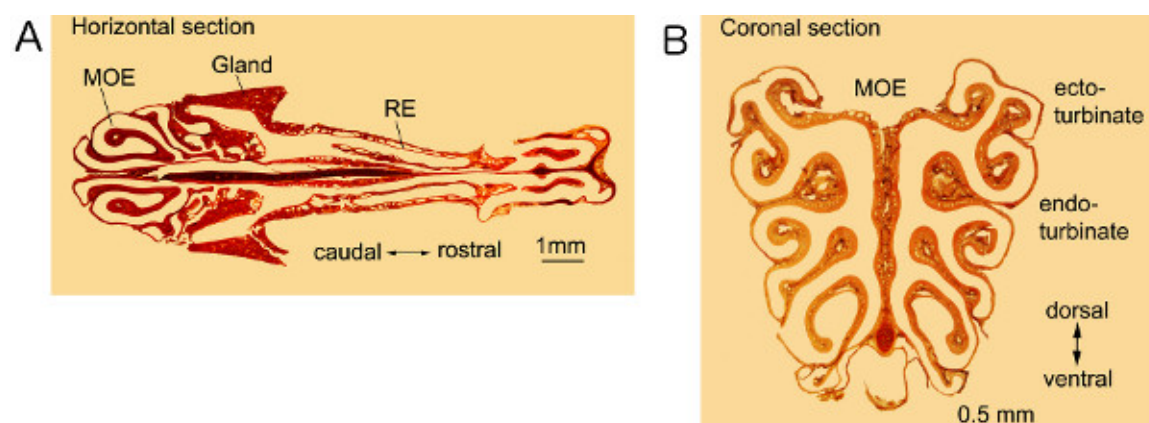 A
Horizontal section
MOE
Gland
RE
caudal ↔ rostral
1mm
B
Coronal section
MOE
ecto-
turbinate
endo-
turbinate
dorsal
ventral
0.5 mm